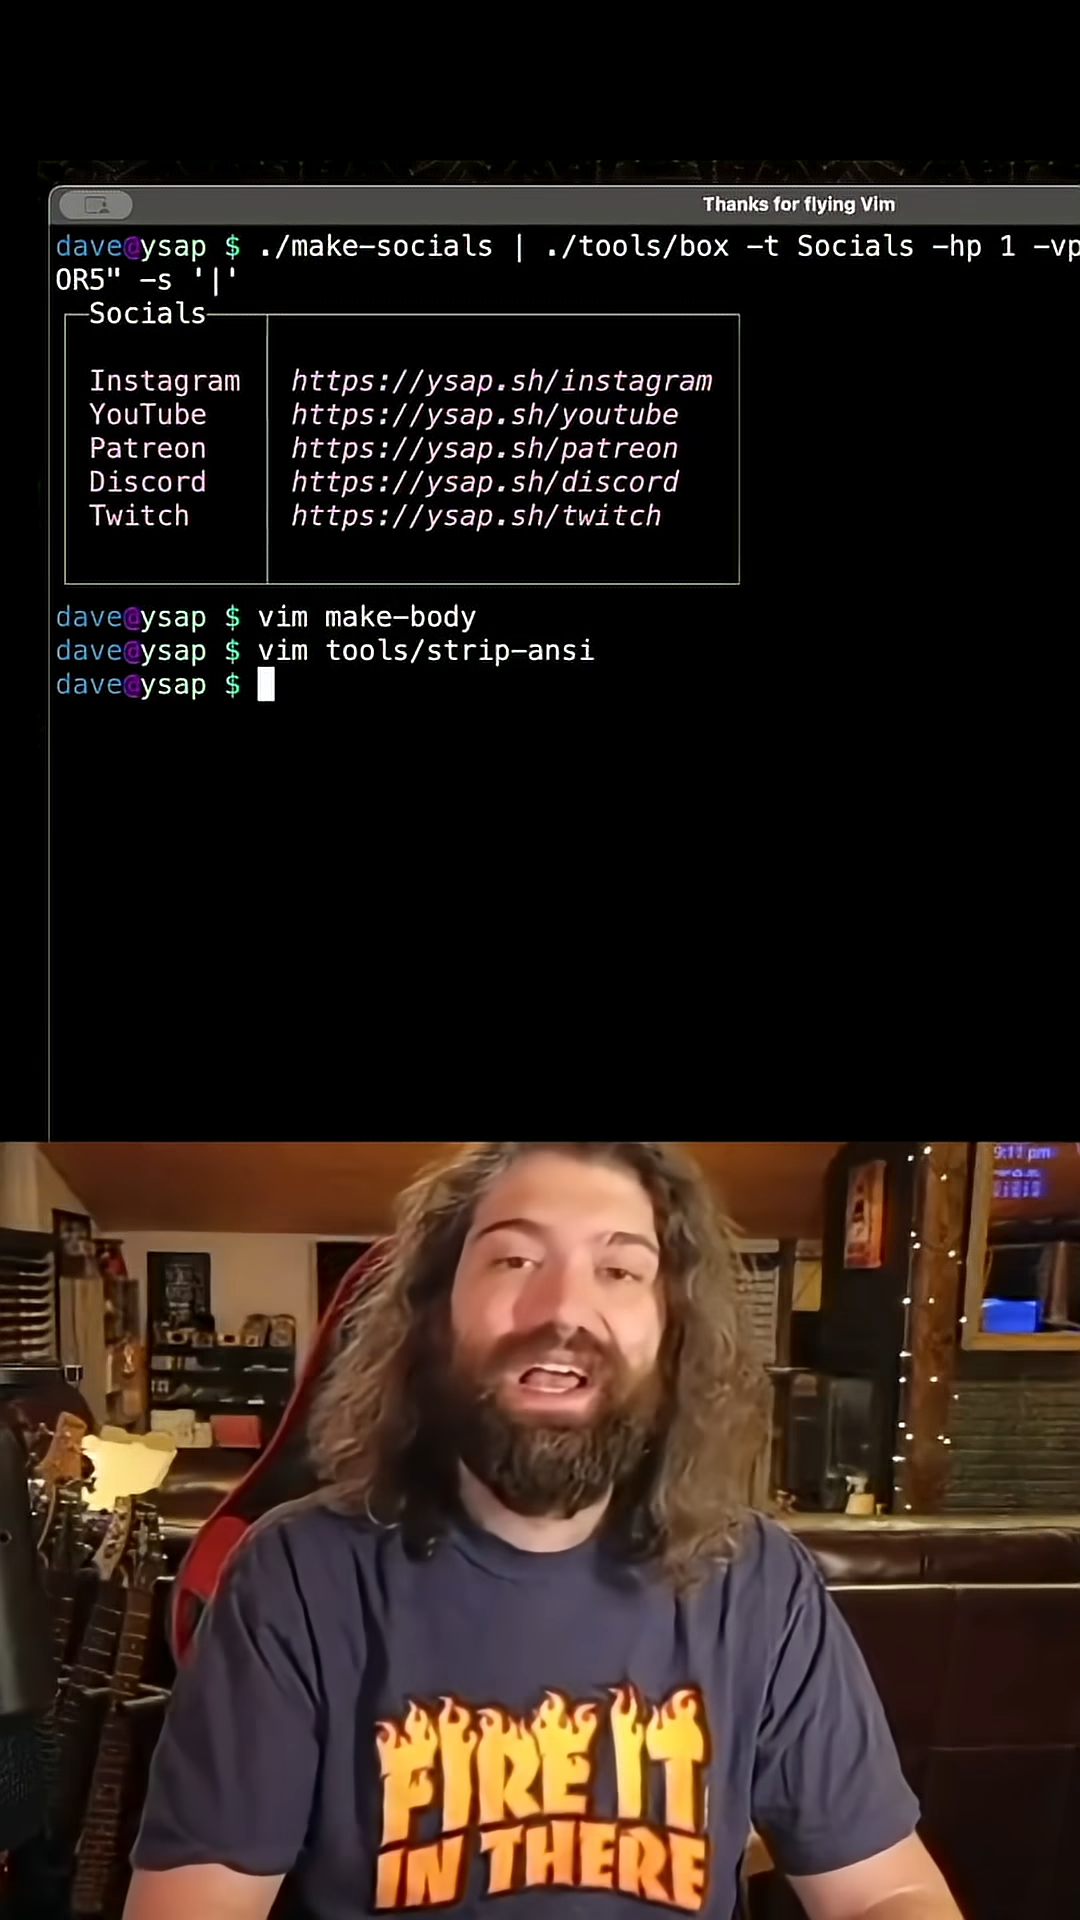 Thanks for flying Vim
dave@ysap $ ./make-socials | ./tools/box -t Socials -hp 1 -vp
OR5" -s '|'
Socials
Instagram https://ysap.sh/instagram
YouTube https://ysap.sh/youtube
Patreon https://ysap.sh/patreon
Discord https://ysap.sh/discord
Twitch https://ysap.sh/twitch
dave@ysap $ vim make-body
dave@ysap $ vim tools/strip-ansi
dave@ysap $
9:11 pm
FIRE IT
IN THERE